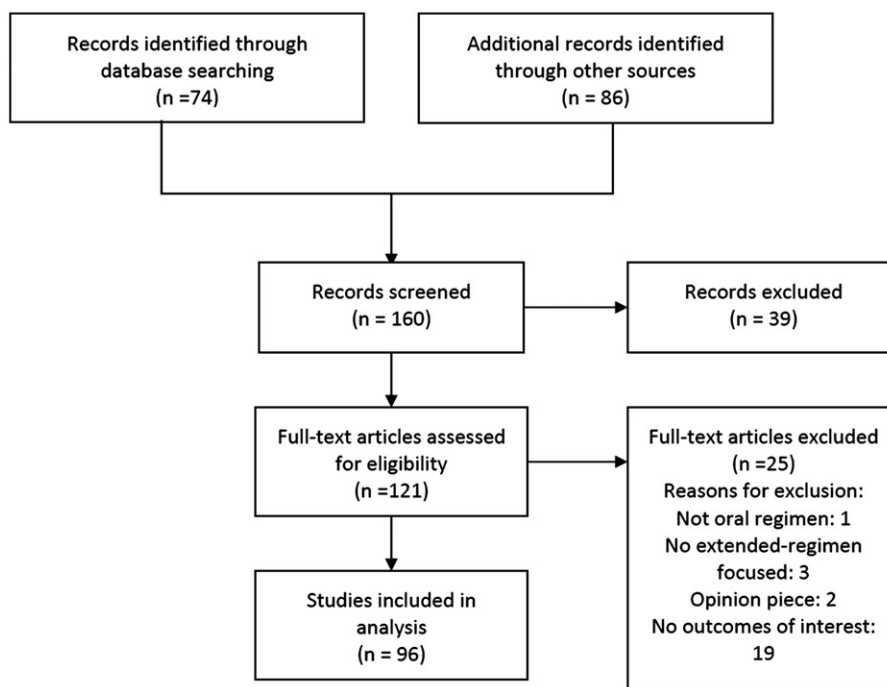 Records identified through
database searching
(n =74)
Additional records identified
through other sources
(n = 86)
Records screened
(n = 160)
Records excluded
(n = 39)
Full-text articles assessed
for eligibility
(n =121)
Full-text articles excluded
(n =25)
Reasons for exclusion:
Not oral regimen: 1
No extended-regimen
focused: 3
Opinion piece: 2
No outcomes of interest:
19
Studies included in
analysis
(n = 96)